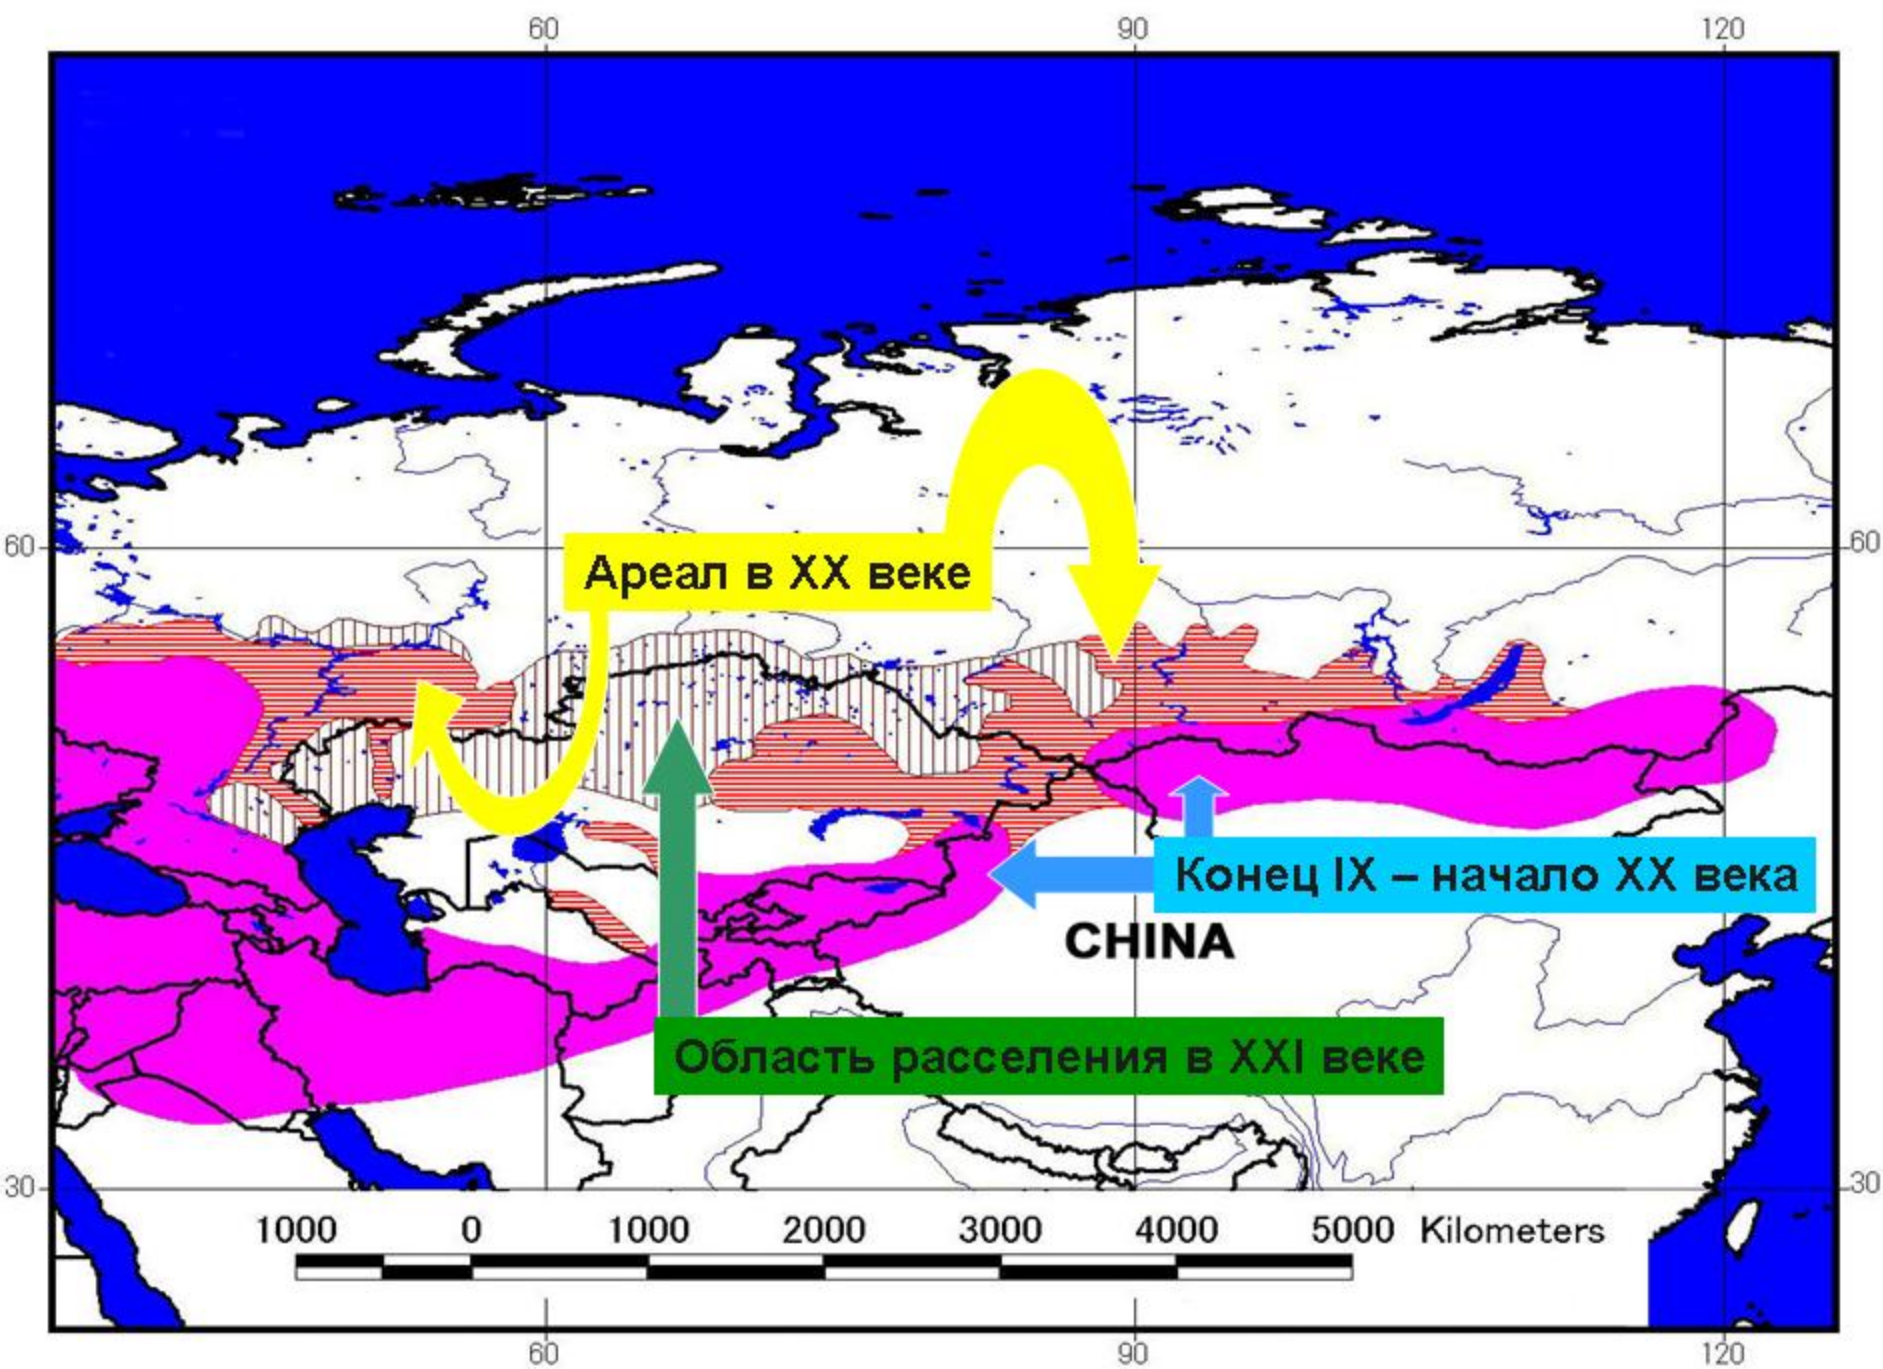 60 90 120
60 60
Ареал в XX веке
Конец IX – начало XX века
CHINA
Область расселения в XXI веке
30 30
1000 0 1000 2000 3000 4000 5000 Kilometers
60 90 120